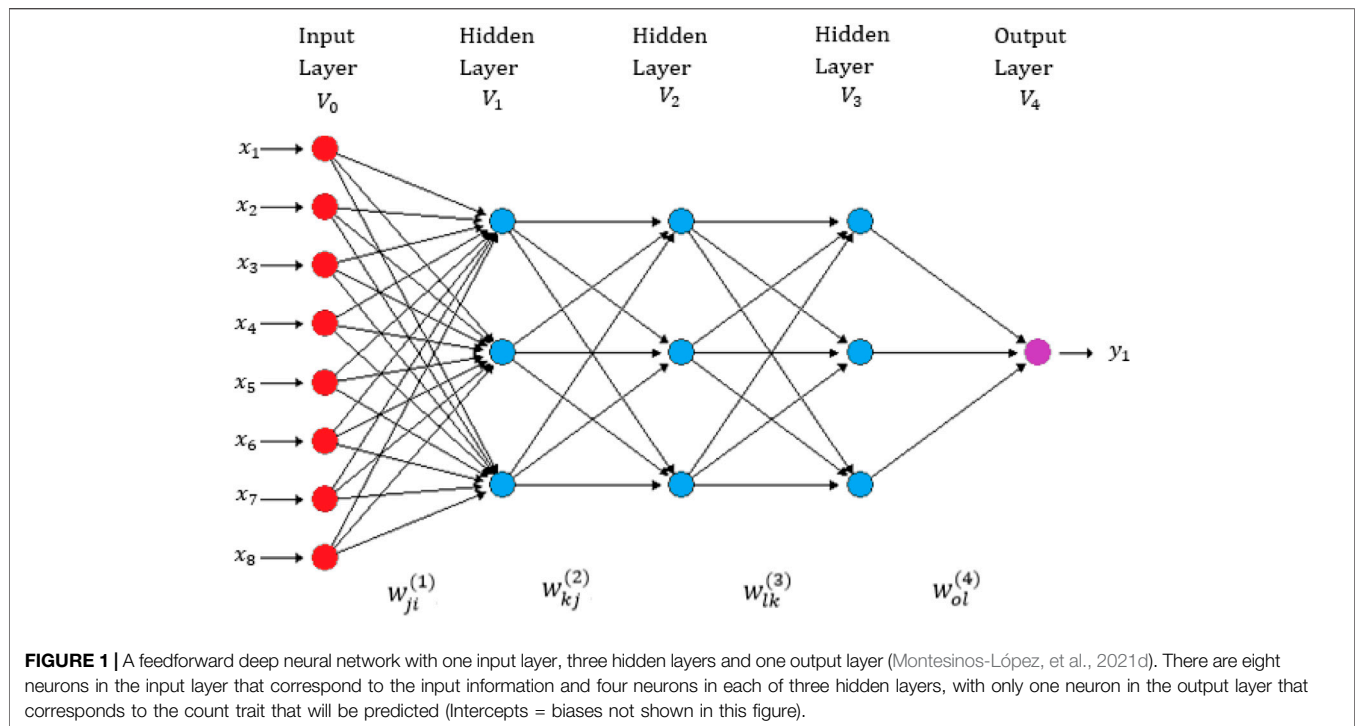 Input Layer V₀
Hidden Layer V₁
Hidden Layer V₂
Hidden Layer V₃
Output Layer V₄
x₁
x₂
x₃
x₄
x₅
x₆
x₇
x₈
y₁
w_{ji}^{(1)}
w_{kj}^{(2)}
w_{lk}^{(3)}
w_{ol}^{(4)}
FIGURE 1 | A feedforward deep neural network with one input layer, three hidden layers and one output layer (Montesinos-López, et al., 2021d). There are eight
neurons in the input layer that correspond to the input information and four neurons in each of three hidden layers, with only one neuron in the output layer that
corresponds to the count trait that will be predicted (Intercepts = biases not shown in this figure).